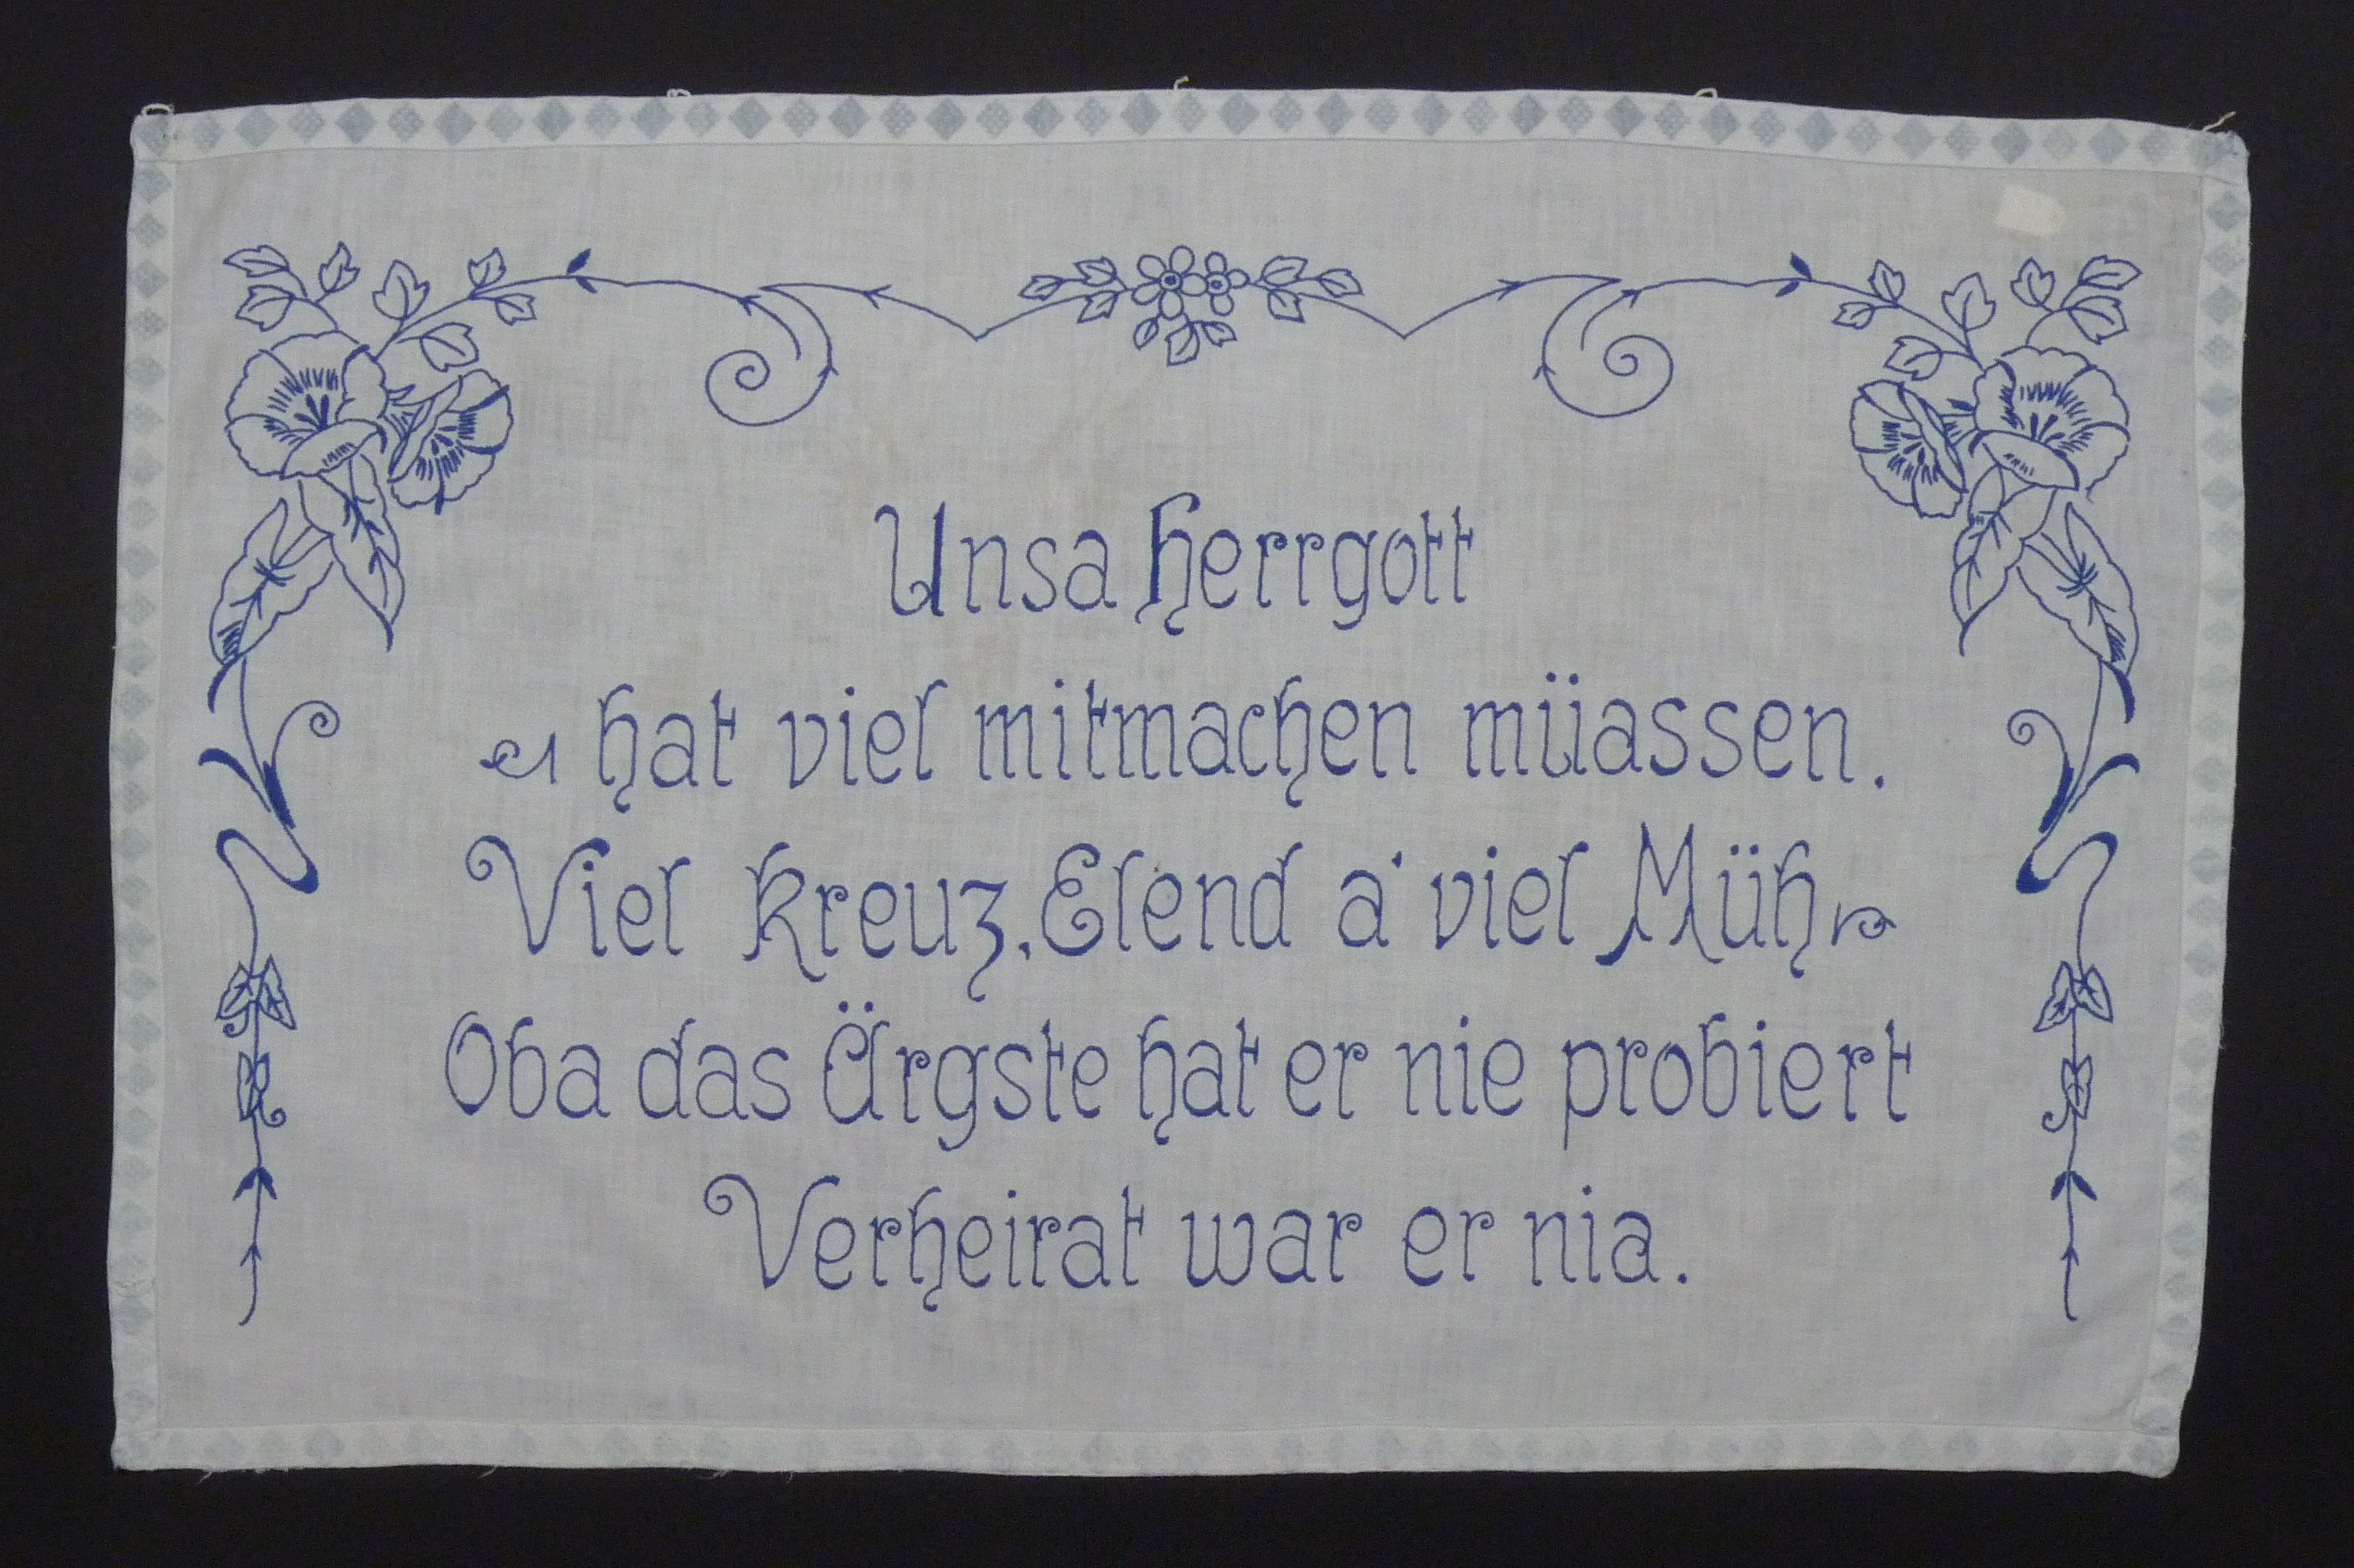 Unsa Herrgott
hat viel mitmachen müassen.
Viel Kreuz, Elend a' viel Müh
Oba das Ärgste hat er nie probiert
Verheirat war er nia.